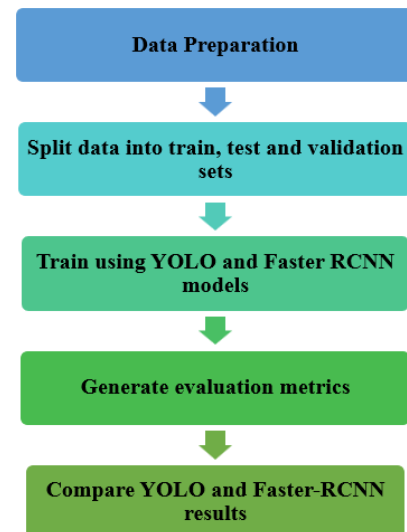 Data Preparation
Split data into train, test and validation
sets
Train using YOLO and Faster RCNN
models
Generate evaluation metrics
Compare YOLO and Faster-RCNN
results